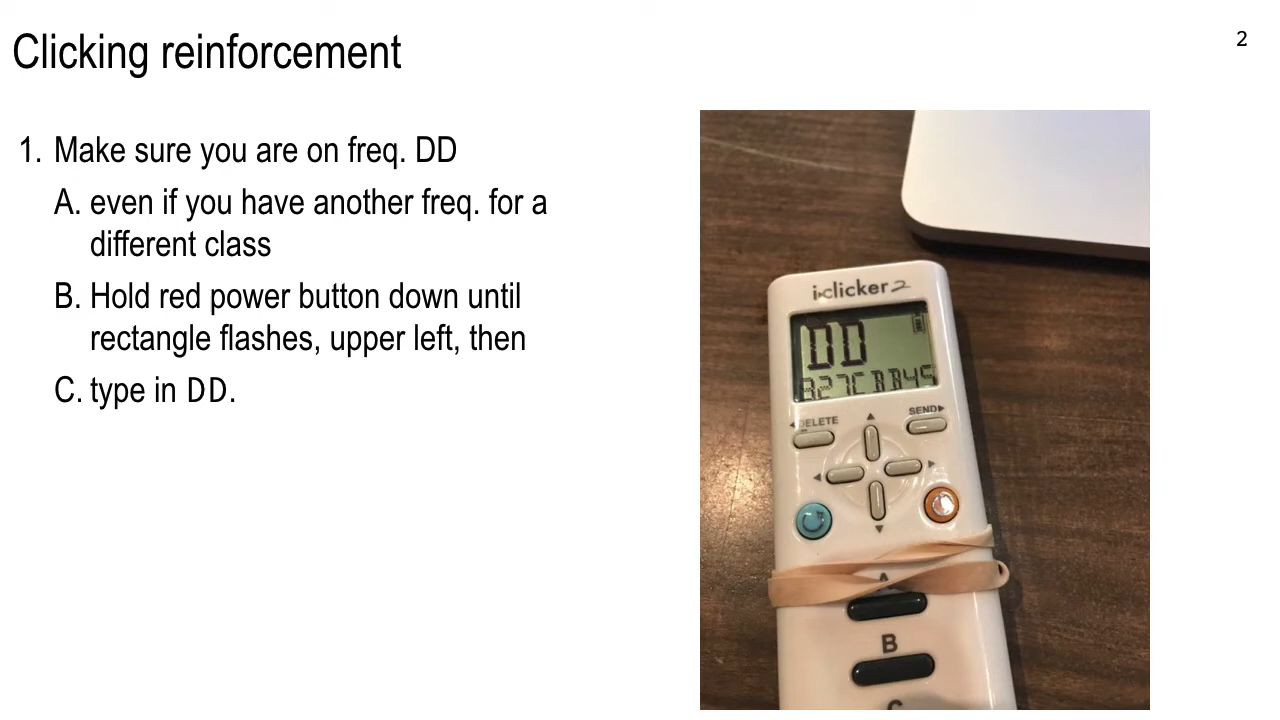 Clicking reinforcement
2
1. Make sure you are on freq. DD
A. even if you have another freq. for a
different class
B. Hold red power button down until
rectangle flashes, upper left, then
C. type in DD.
i>clicker2
DD
DELETE
SEND
A
B
C